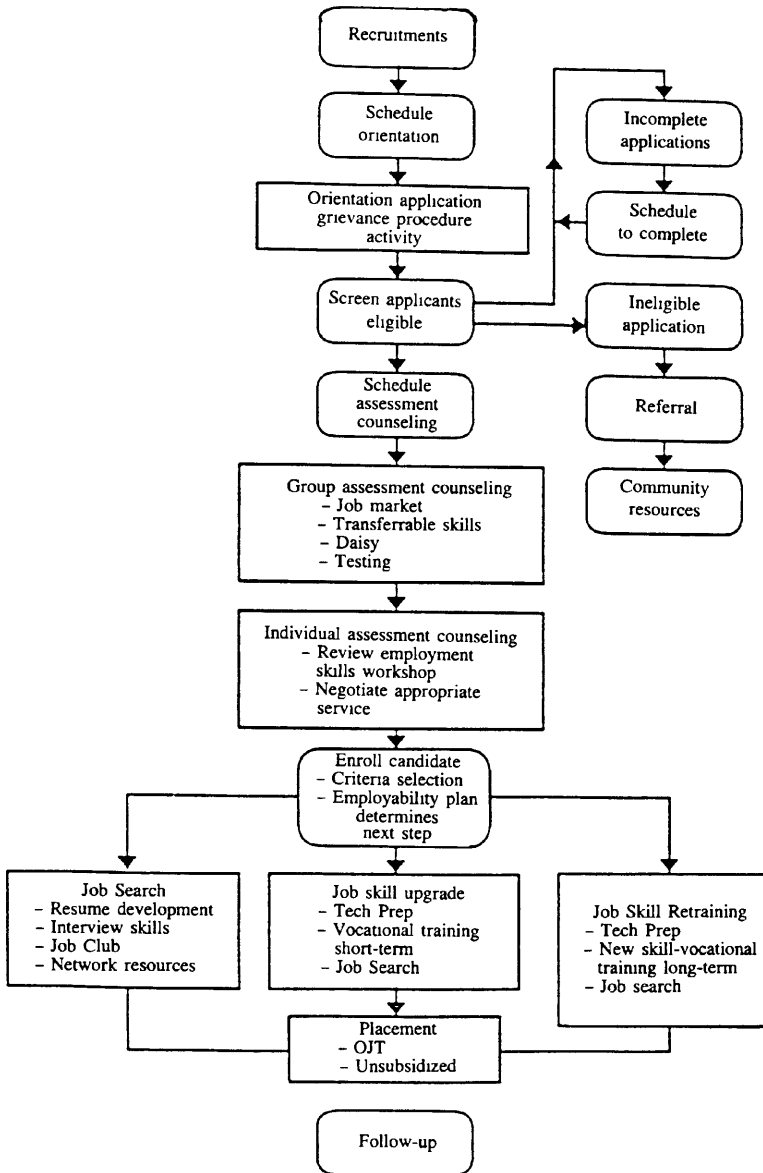 Recruitments
Schedule
orientation
Orientation application
grievance procedure
activity
Screen applicants
eligible
Incomplete
applications
Schedule
to complete
Ineligible
application
Referral
Community
resources
Schedule
assessment
counseling
Group assessment counseling
- Job market
- Transferrable skills
- Daisy
- Testing
Individual assessment counseling
- Review employment
skills workshop
- Negotiate appropriate
service
Enroll candidate
- Criteria selection
- Employability plan
determines
next step
Job Search
- Resume development
- Interview skills
- Job Club
- Network resources
Job skill upgrade
- Tech Prep
- Vocational training
short-term
- Job Search
Job Skill Retraining
- Tech Prep
- New skill-vocational
training long-term
- Job search
Placement
- OJT
- Unsubsidized
Follow-up